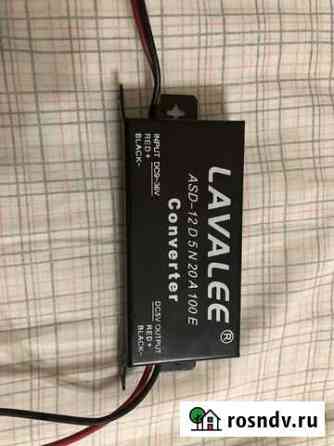 LAVALEE ®
ASD-12 D 5 N 20 A 100 E
Converter
INPUT DC9-36V
RED+
BLACK-
DC5V OUTPUT
RED+
BLACK-
rosndv.ru